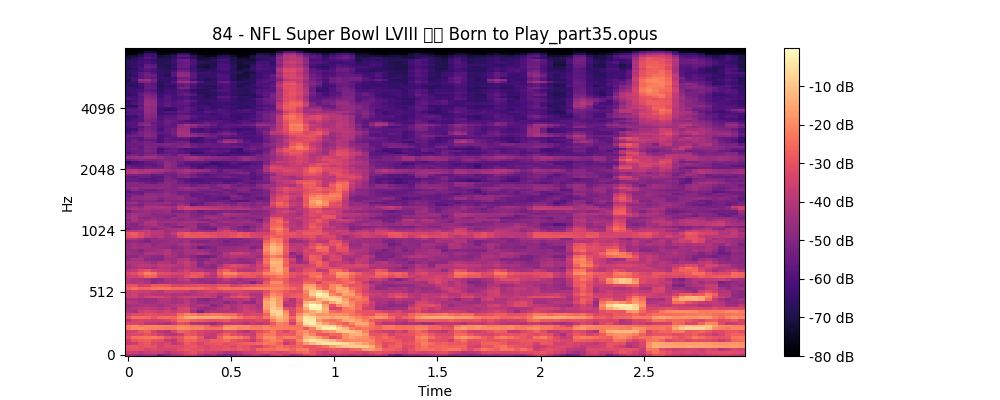 84 - NFL Super Bowl LVIII Born to Play_part35.opus
Hz
4096
2048
1024
512
0
0
0.5
1
1.5
2
2.5
Time
-10 dB
-20 dB
-30 dB
-40 dB
-50 dB
-60 dB
-70 dB
-80 dB